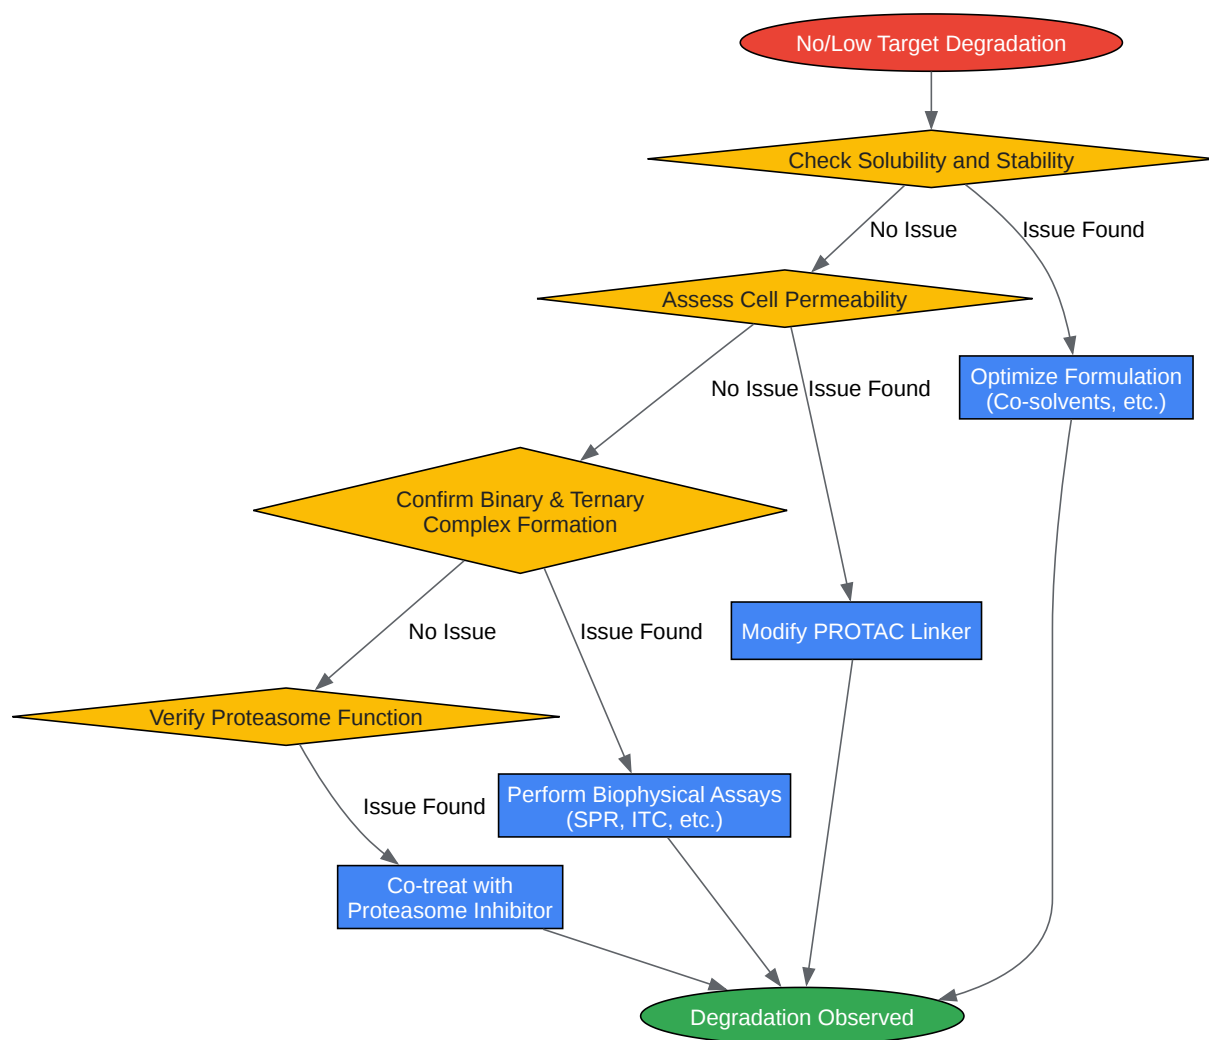 No/Low Target Degradation
Check Solubility and Stability
No Issue
Issue Found
Assess Cell Permeability
No Issue
Issue Found
Optimize Formulation
(Co-solvents, etc.)
Confirm Binary & Ternary
Complex Formation
No Issue
Issue Found
Modify PROTAC Linker
Verify Proteasome Function
Issue Found
Perform Biophysical Assays
(SPR, ITC, etc.)
Co-treat with
Proteasome Inhibitor
Degradation Observed